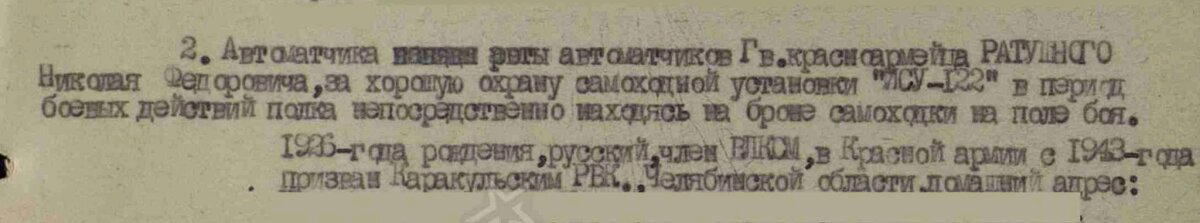 2. Автоматчика роты автоматчиков Гв.красноармейца РАТУШНОГО
Николая Федоровича,за хорошую охрану самоходной установки "ИСУ-122" в период
боевых действий полка непосредственно находясь на броне самоходки на поле боя.
1926-года рождения,русский,член ВЛКСМ,в Красной армии с 1943-года
призван Каракульским РВК..Челябинской области.домашний адрес: